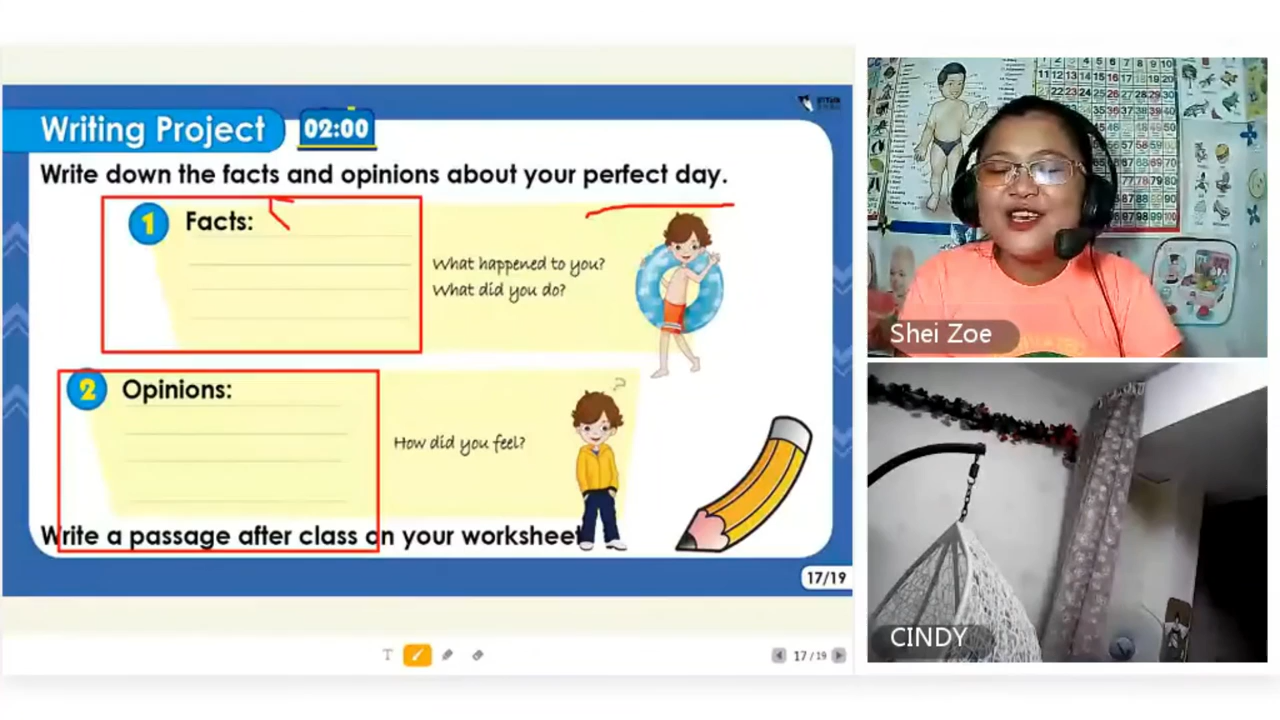 Writing Project
02:00
Write down the facts and opinions about your perfect day.
1
Facts:
What happened to you?
What did you do?
2
Opinions:
How did you feel?
?
Write a passage after class on your worksheet
17/19
T
17/19
Shei Zoe
CINDY